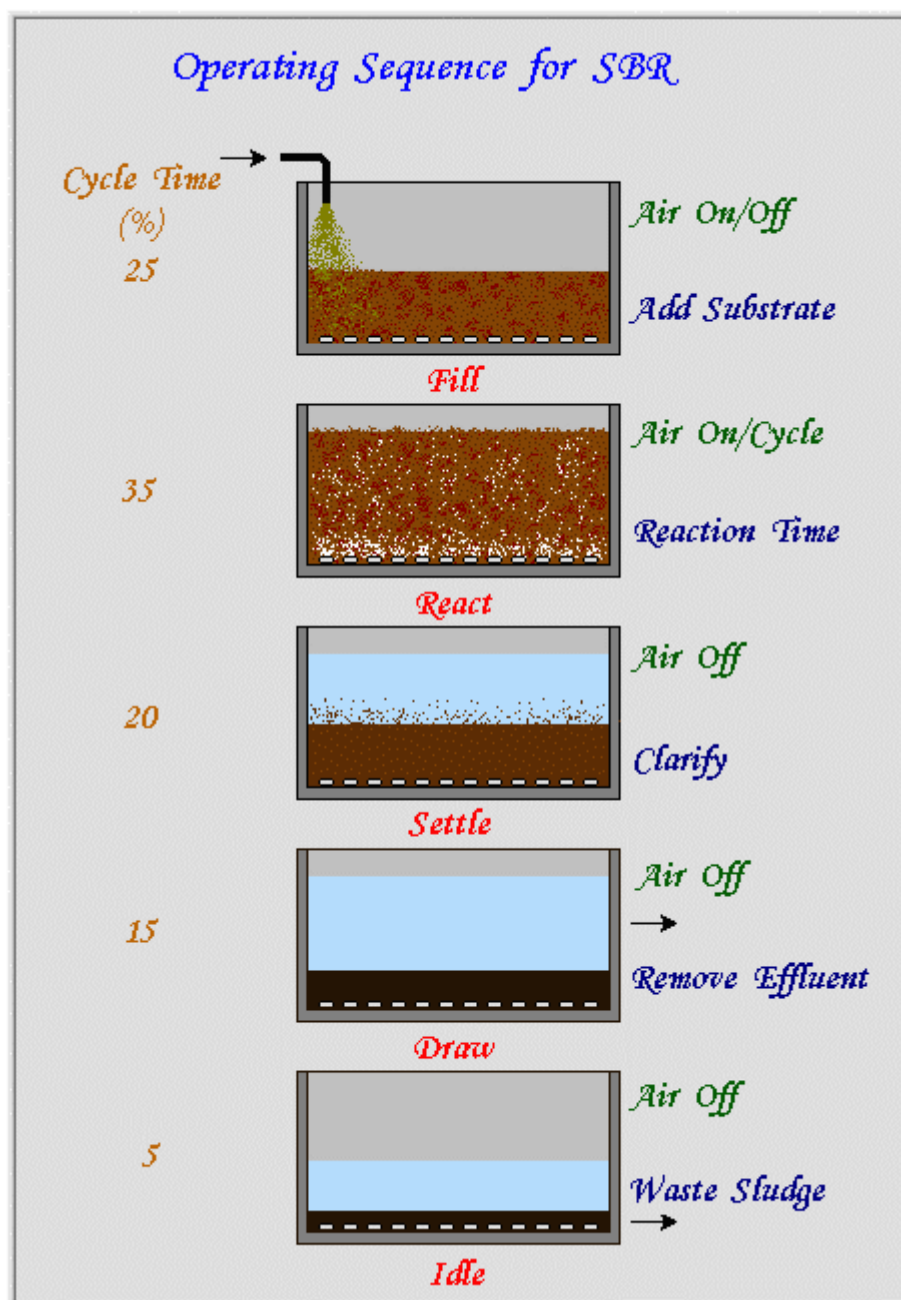 Operating Sequence for SBR
Cycle Time
(%)
25
Air On/Off
Add Substrate
Fill
35
Air On/Cycle
Reaction Time
React
20
Air Off
Clarify
Settle
15
Air Off
Remove Effluent
Draw
5
Air Off
Waste Sludge
Idle